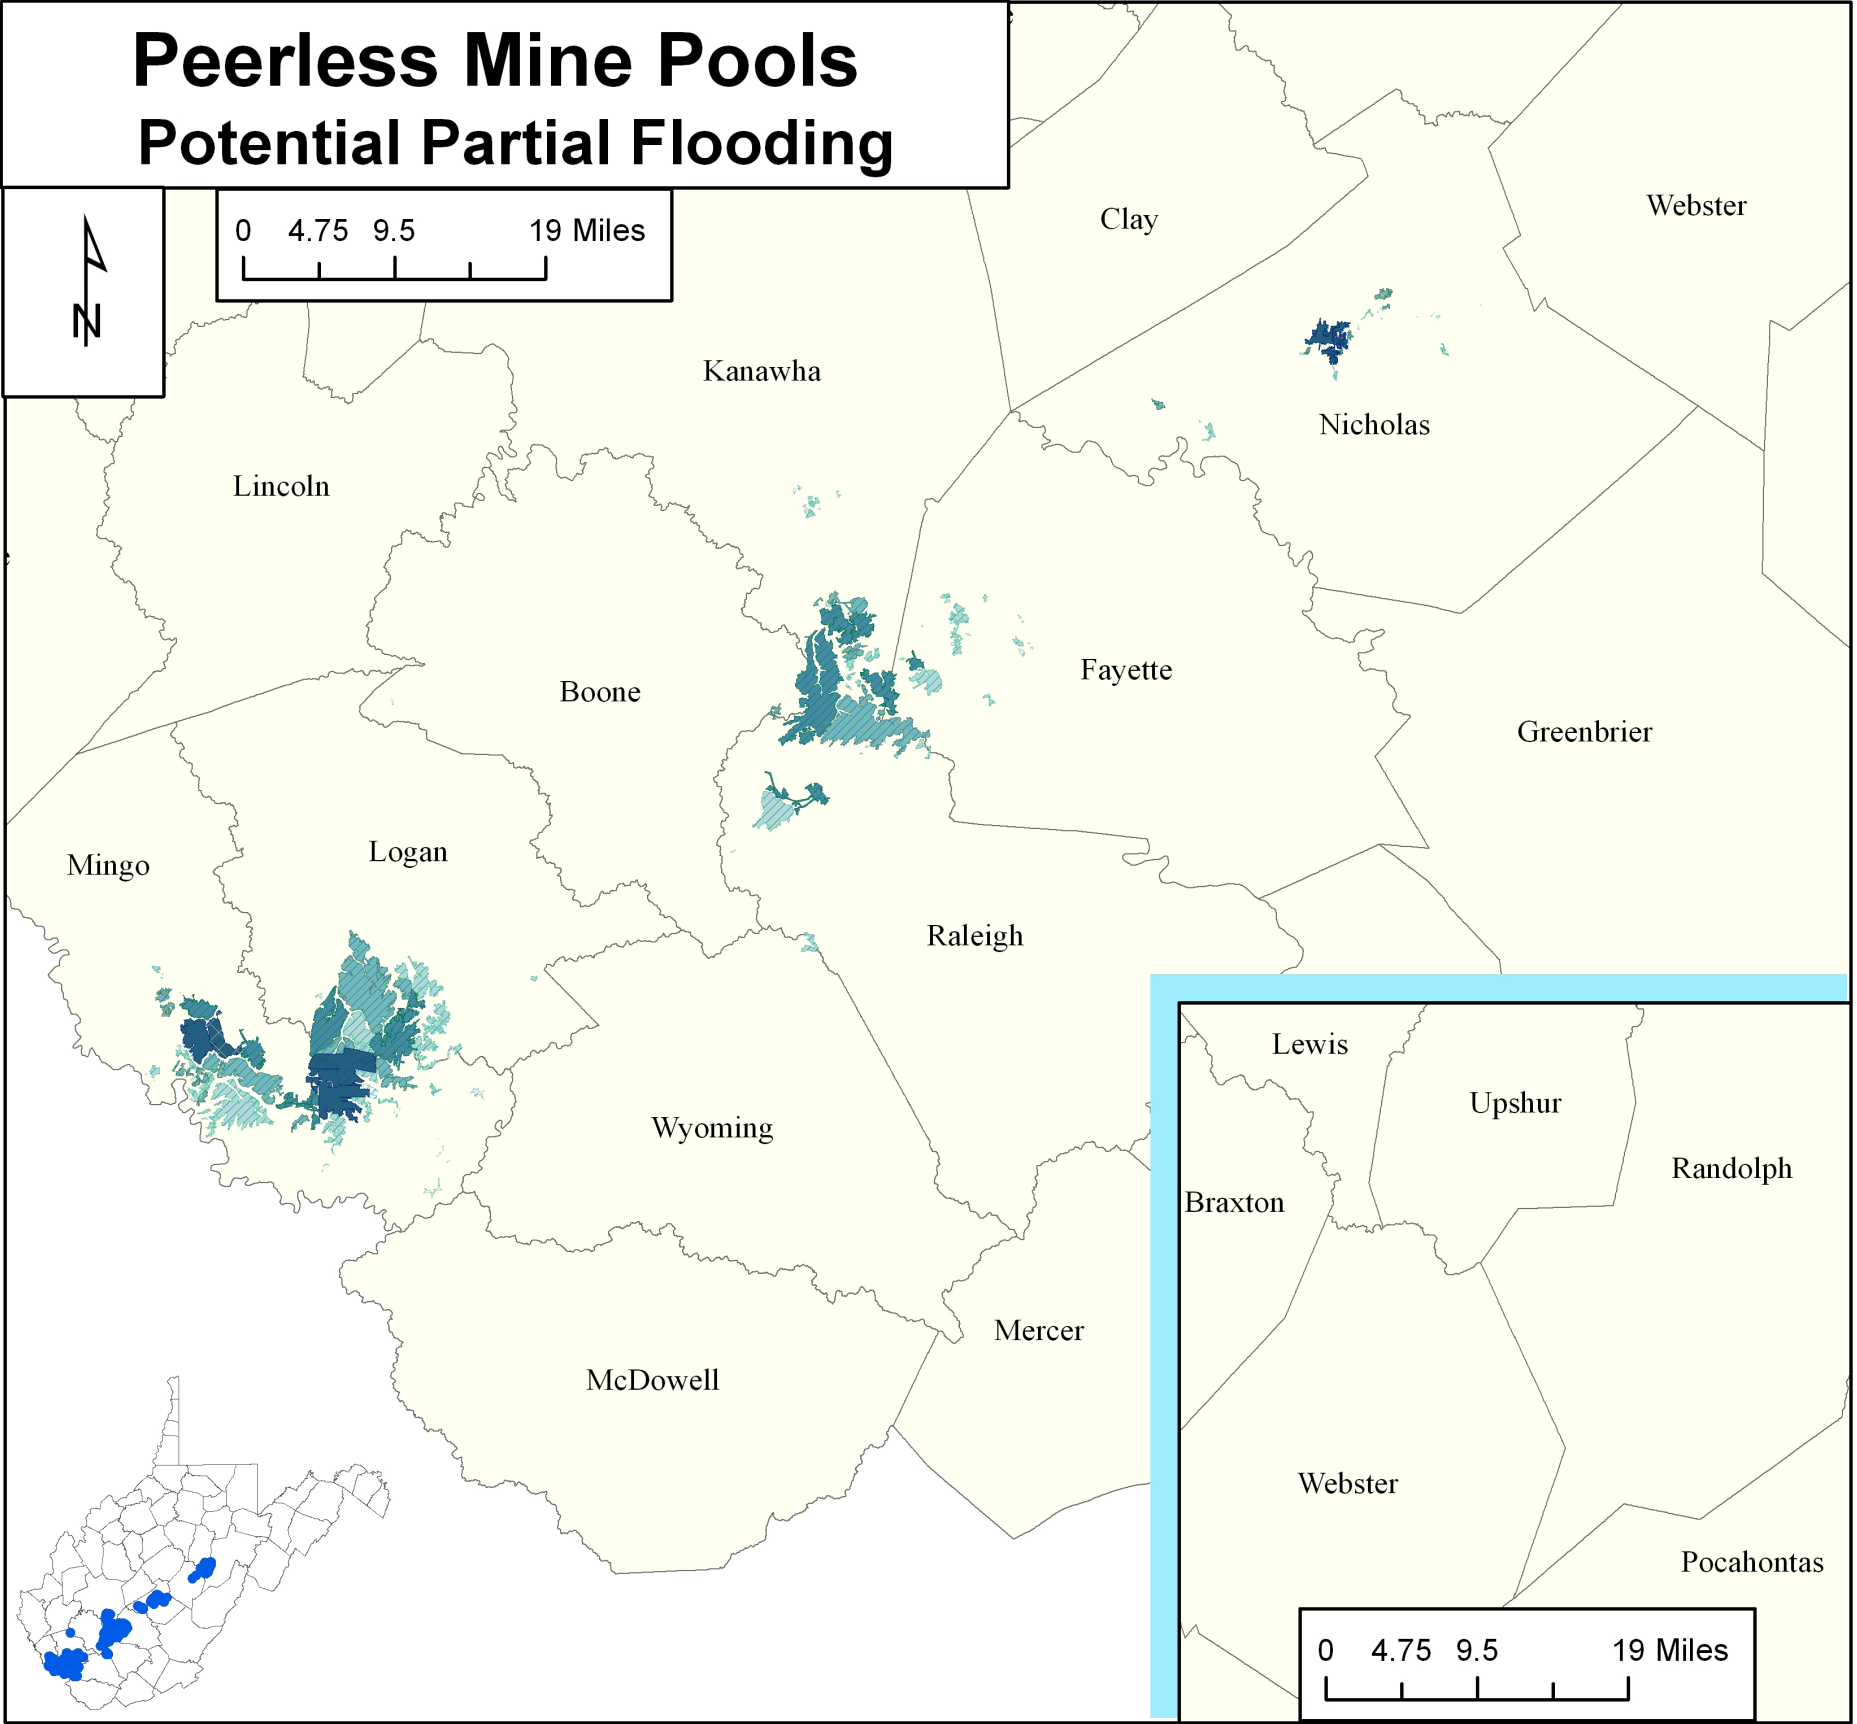 Peerless Mine Pools
Potential Partial Flooding
0 4.75 9.5 19 Miles
N
Clay
Webster
Kanawha
Nicholas
Lincoln
Fayette
Boone
Greenbrier
Logan
Mingo
Raleigh
Wyoming
Mercer
McDowell
Lewis
Upshur
Randolph
Braxton
Webster
Pocahontas
0 4.75 9.5 19 Miles